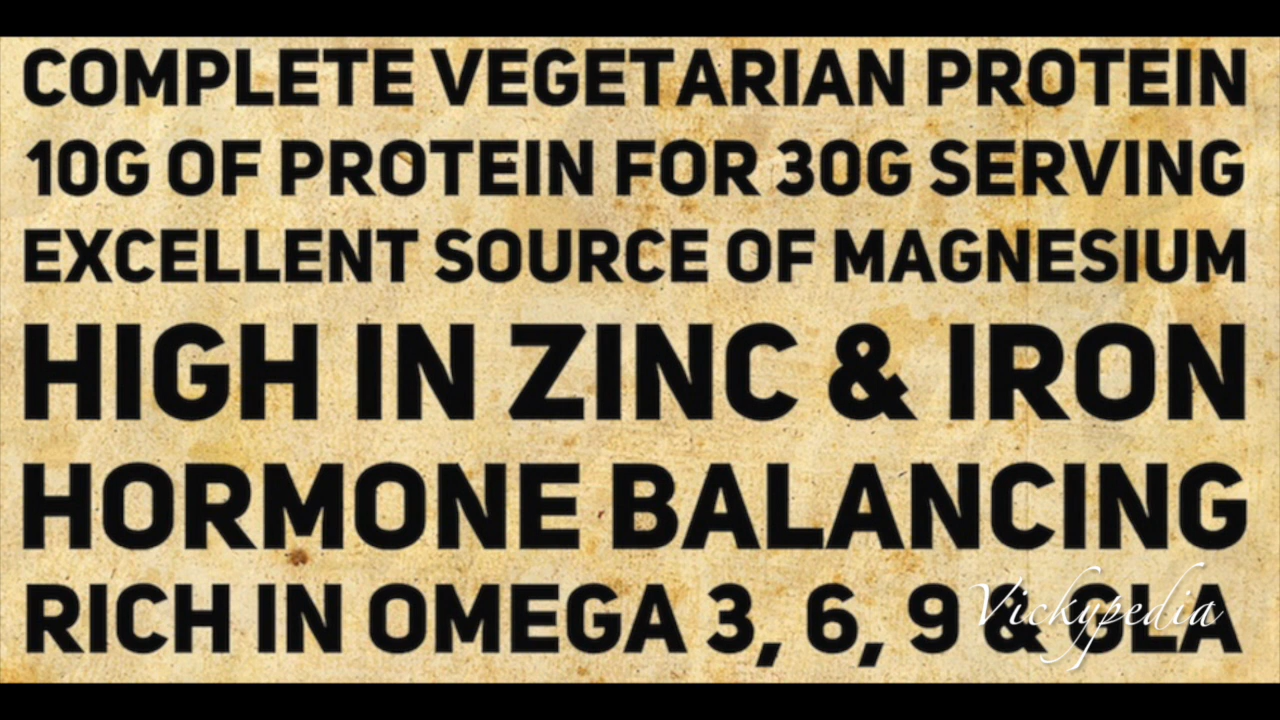 COMPLETE VEGETARIAN PROTEIN
10G OF PROTEIN FOR 30G SERVING
EXCELLENT SOURCE OF MAGNESIUM
HIGH IN ZINC & IRON
HORMONE BALANCING
RICH IN OMEGA 3, 6, 9 & GLA
Vickypedia